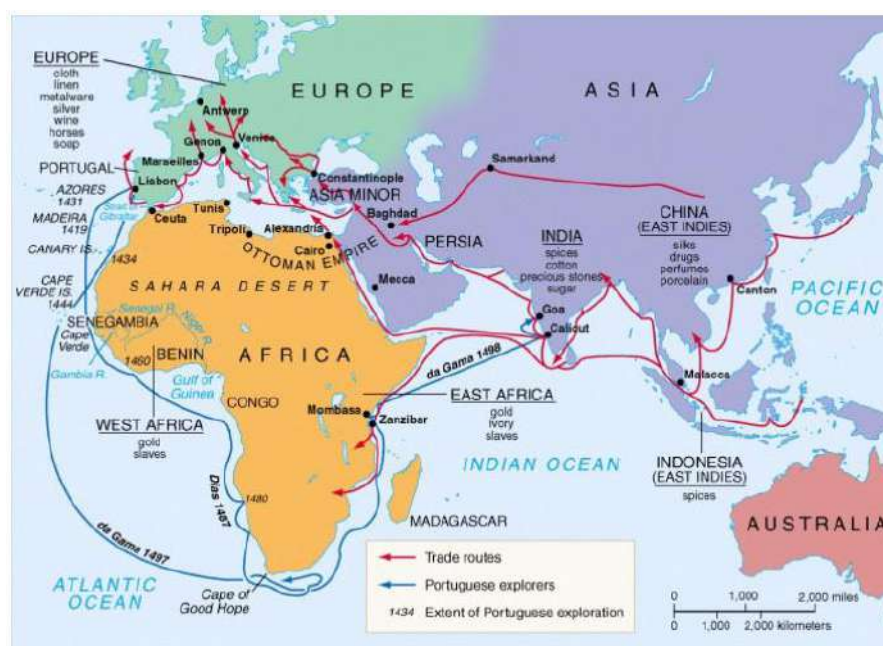 EUROPE
cloth
linen
metalware
silver
wine
horses
soap
EUROPE
ASIA
Antwerp
Genoa
Venice
Marseilles
PORTUGAL
Lisbon
Constantinople
Samarkand
AZORES
1431
Strait of
Gibraltar
ASIA MINOR
MADEIRA
1419
Ceuta
Tunis
Baghdad
Tripoli
Alexandria
PERSIA
CHINA
(EAST INDIES)
silks
drugs
perfumes
porcelain
CANARY IS.
1434
Cairo
OTTOMAN EMPIRE
INDIA
spices
cotton
precious stones
sugar
CAPE
VERDE IS.
1444
SAHARA DESERT
Mecca
Canton
PACIFIC
OCEAN
Goa
Calicut
SENEGAMBIA
Cape
Verde
Senegal R.
Niger R.
Gambia R.
1460
BENIN
AFRICA
Gulf of
Guinea
da Gama 1498
Malacca
WEST AFRICA
gold
slaves
CONGO
Mombasa
Zanzibar
EAST AFRICA
gold
ivory
slaves
INDIAN OCEAN
INDONESIA
(EAST INDIES)
spices
Dias 1487
1480
da Gama 1497
MADAGASCAR
AUSTRALIA
ATLANTIC
OCEAN
Cape of
Good Hope
Trade routes
Portuguese explorers
1434 Extent of Portuguese exploration
0 1,000 2,000 miles
0 1,000 2,000 kilometers